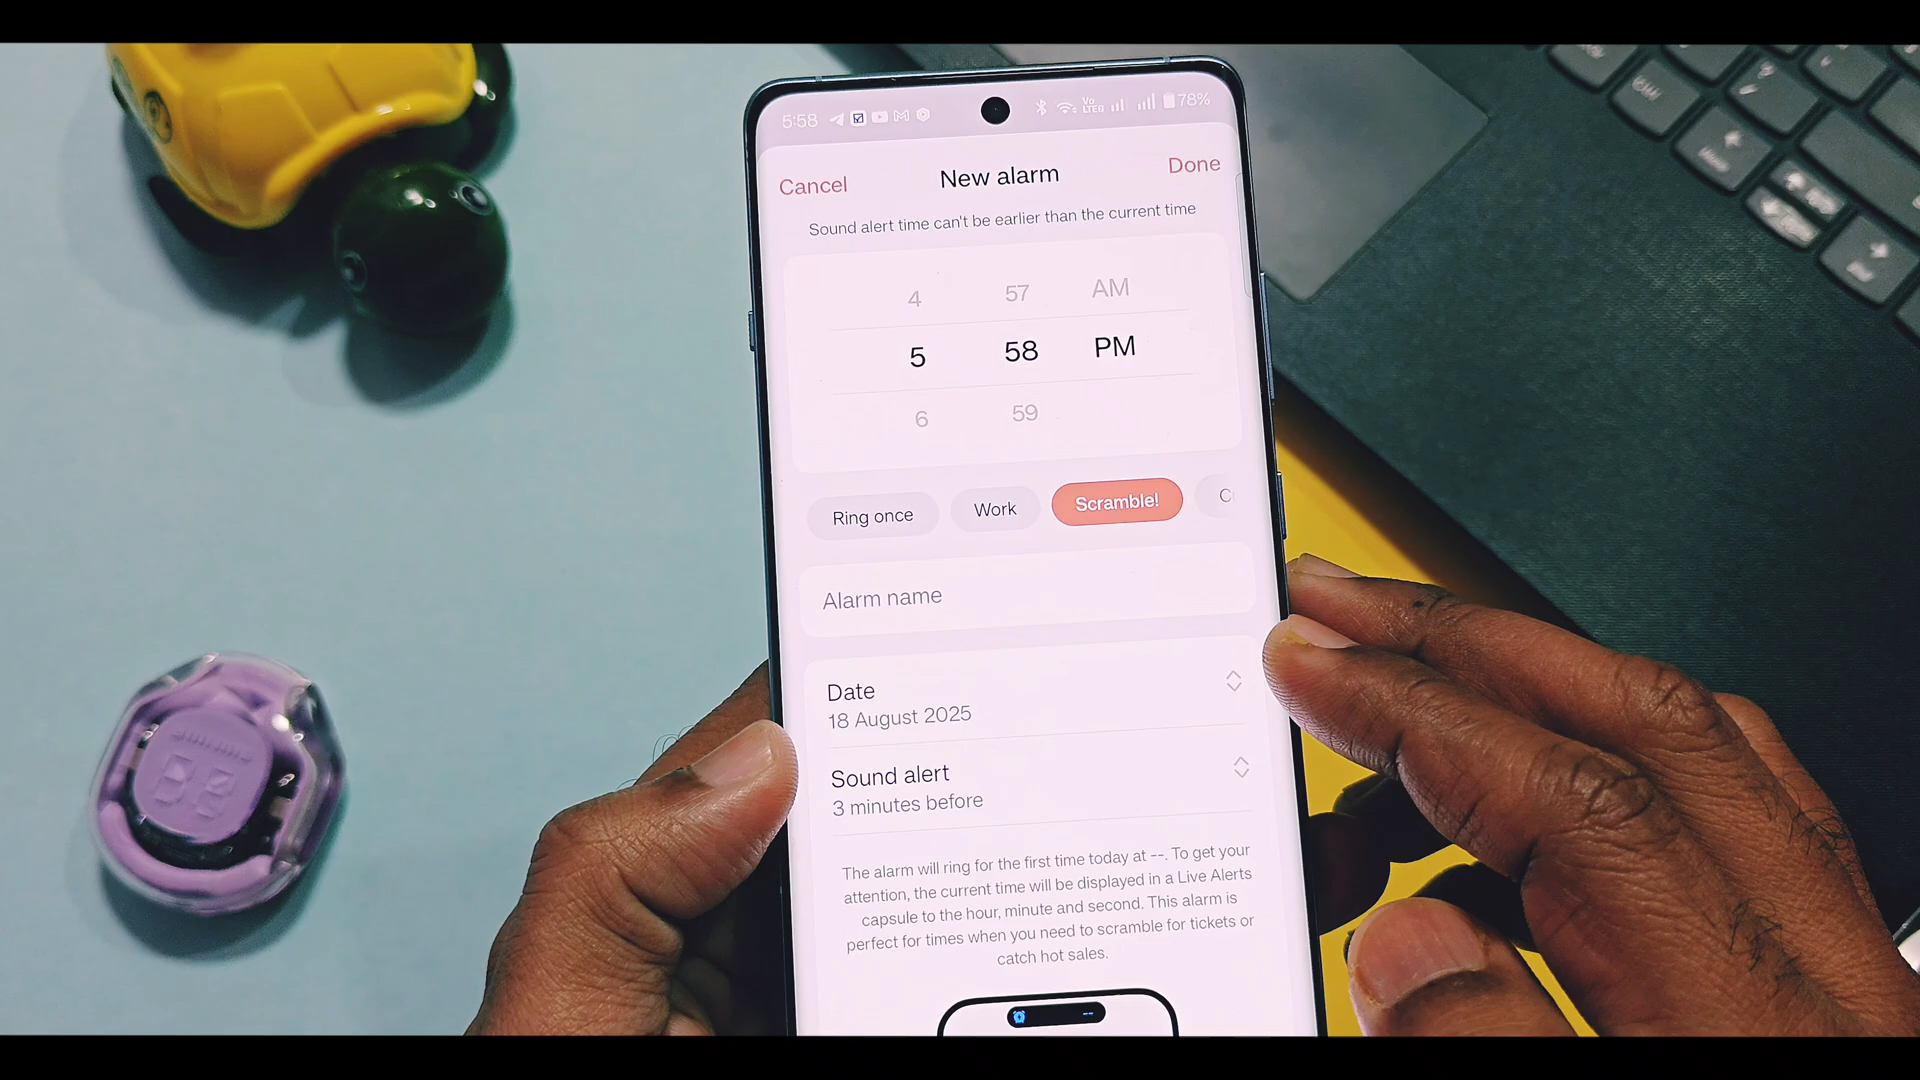 5:58
Vo
LTE
78%
Cancel
New alarm
Done
Sound alert time can't be earlier than the current time
4 57 AM
5 58 PM
6 59
Ring once
Work
Scramble!
Alarm name
Date
18 August 2025
Sound alert
3 minutes before
The alarm will ring for the first time today at --. To get your
attention, the current time will be displayed in a Live Alerts
capsule to the hour, minute and second. This alarm is
perfect for times when you need to scramble for tickets or
catch hot sales.
--